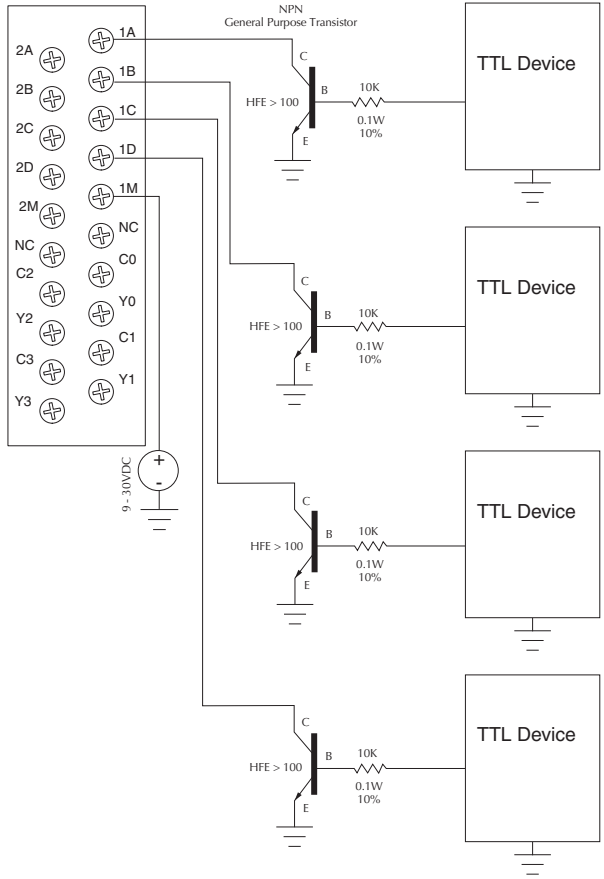 NPN
General Purpose Transistor
1A
2A
1B
2B
1C
2C
1D
2D
1M
2M
NC
NC
C0
C2
Y0
Y2
C1
C3
Y1
Y3
9 - 30VDC
+
-
C
B
E
HFE > 100
10K
0.1W
10%
TTL Device
C
B
E
HFE > 100
10K
0.1W
10%
TTL Device
C
B
E
HFE > 100
10K
0.1W
10%
TTL Device
C
B
E
HFE > 100
10K
0.1W
10%
TTL Device